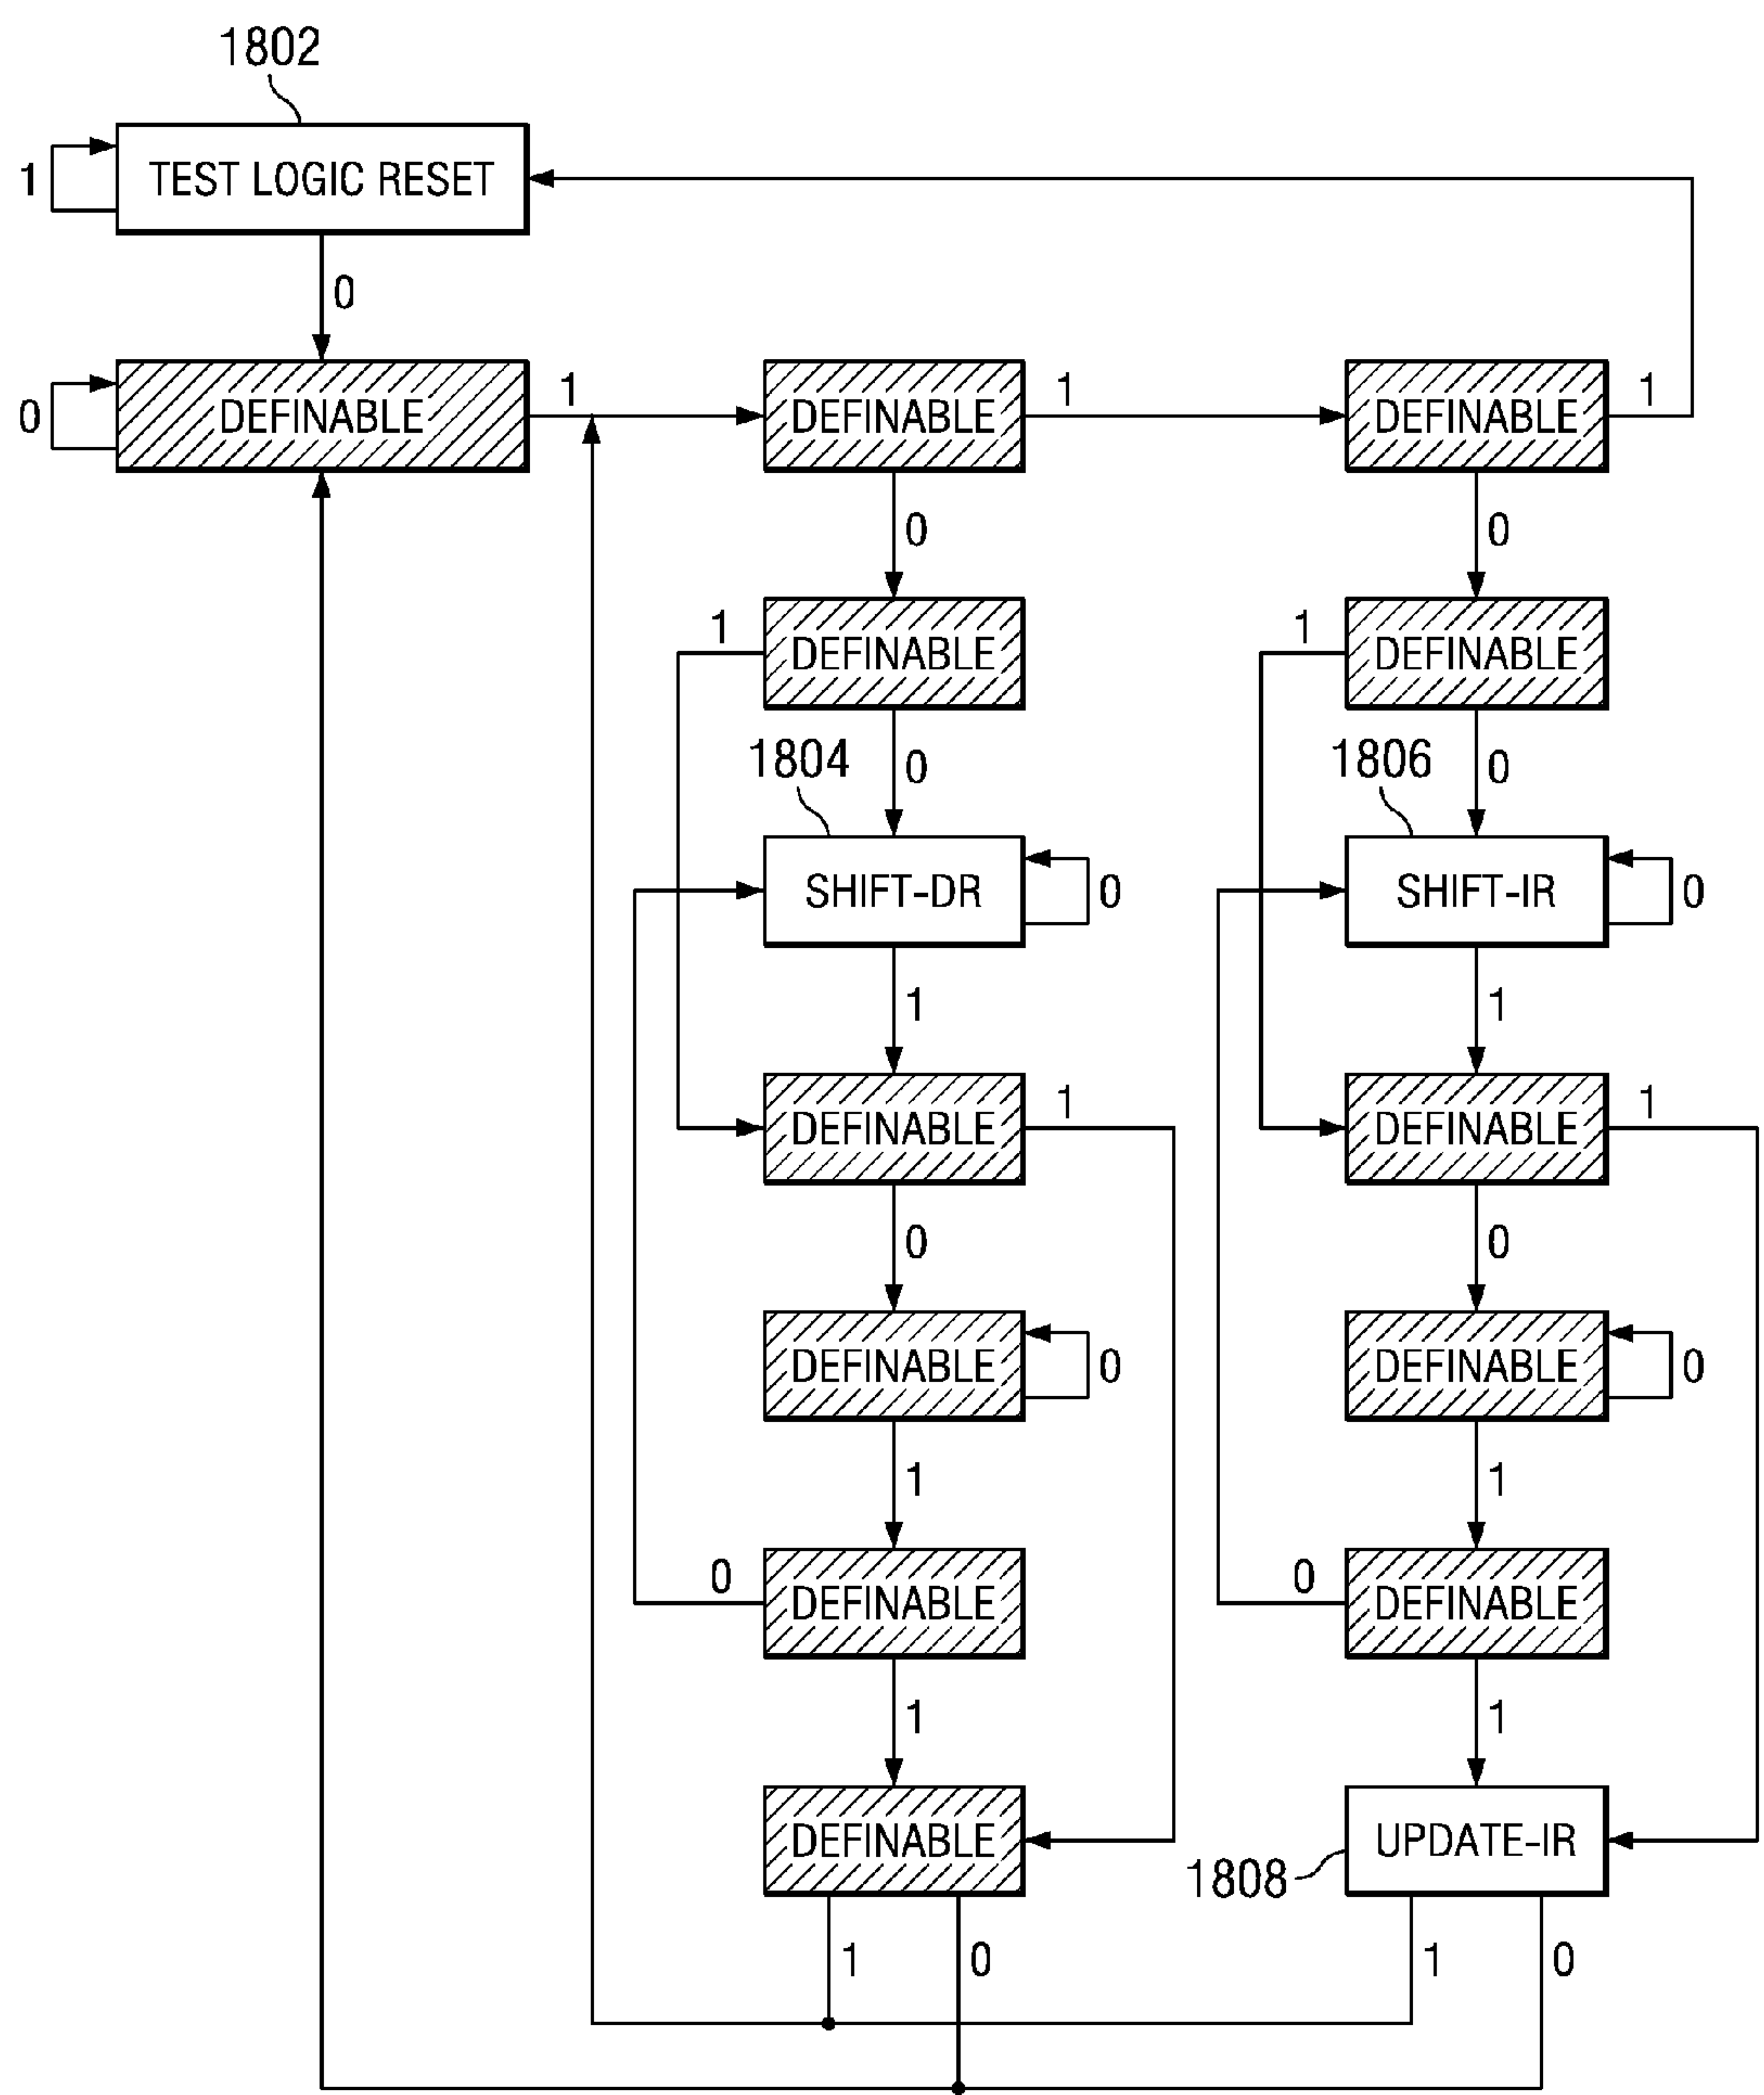 1802
1 TEST LOGIC RESET
0
0 DEFINABLE 1 DEFINABLE 1 DEFINABLE 1
0 0
1 DEFINABLE 1 DEFINABLE
1804 0 1806 0
SHIFT-DR 0 SHIFT-IR 0
1 1
DEFINABLE 1 DEFINABLE 1
0 0
DEFINABLE 0 DEFINABLE 0
1 1
0 DEFINABLE 0 DEFINABLE
1 1
DEFINABLE 1808 UPDATE-IR
1 0 1 0